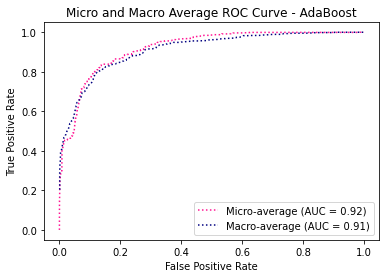 Micro and Macro Average ROC Curve - AdaBoost
True Positive Rate
1.0
0.8
0.6
0.4
0.2
0.0
Micro-average (AUC = 0.92)
Macro-average (AUC = 0.91)
0.0 0.2 0.4 0.6 0.8 1.0
False Positive Rate